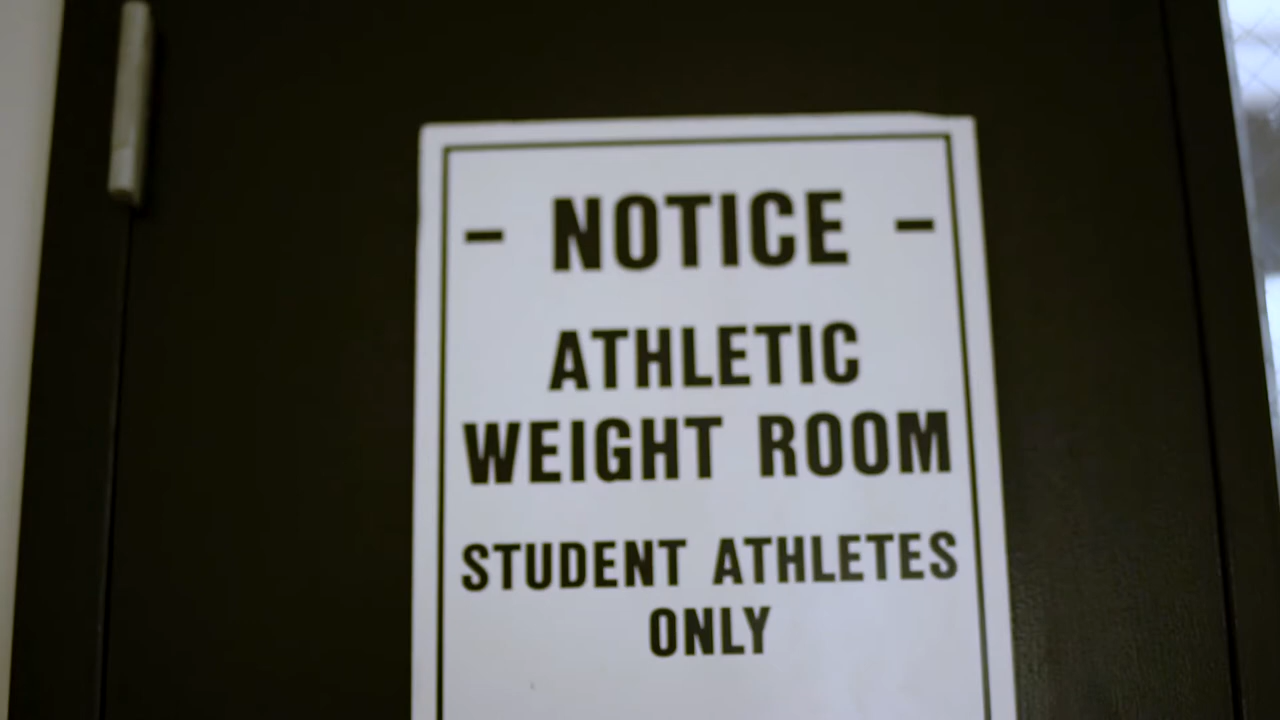 - NOTICE -
ATHLETIC
WEIGHT ROOM
STUDENT ATHLETES
ONLY